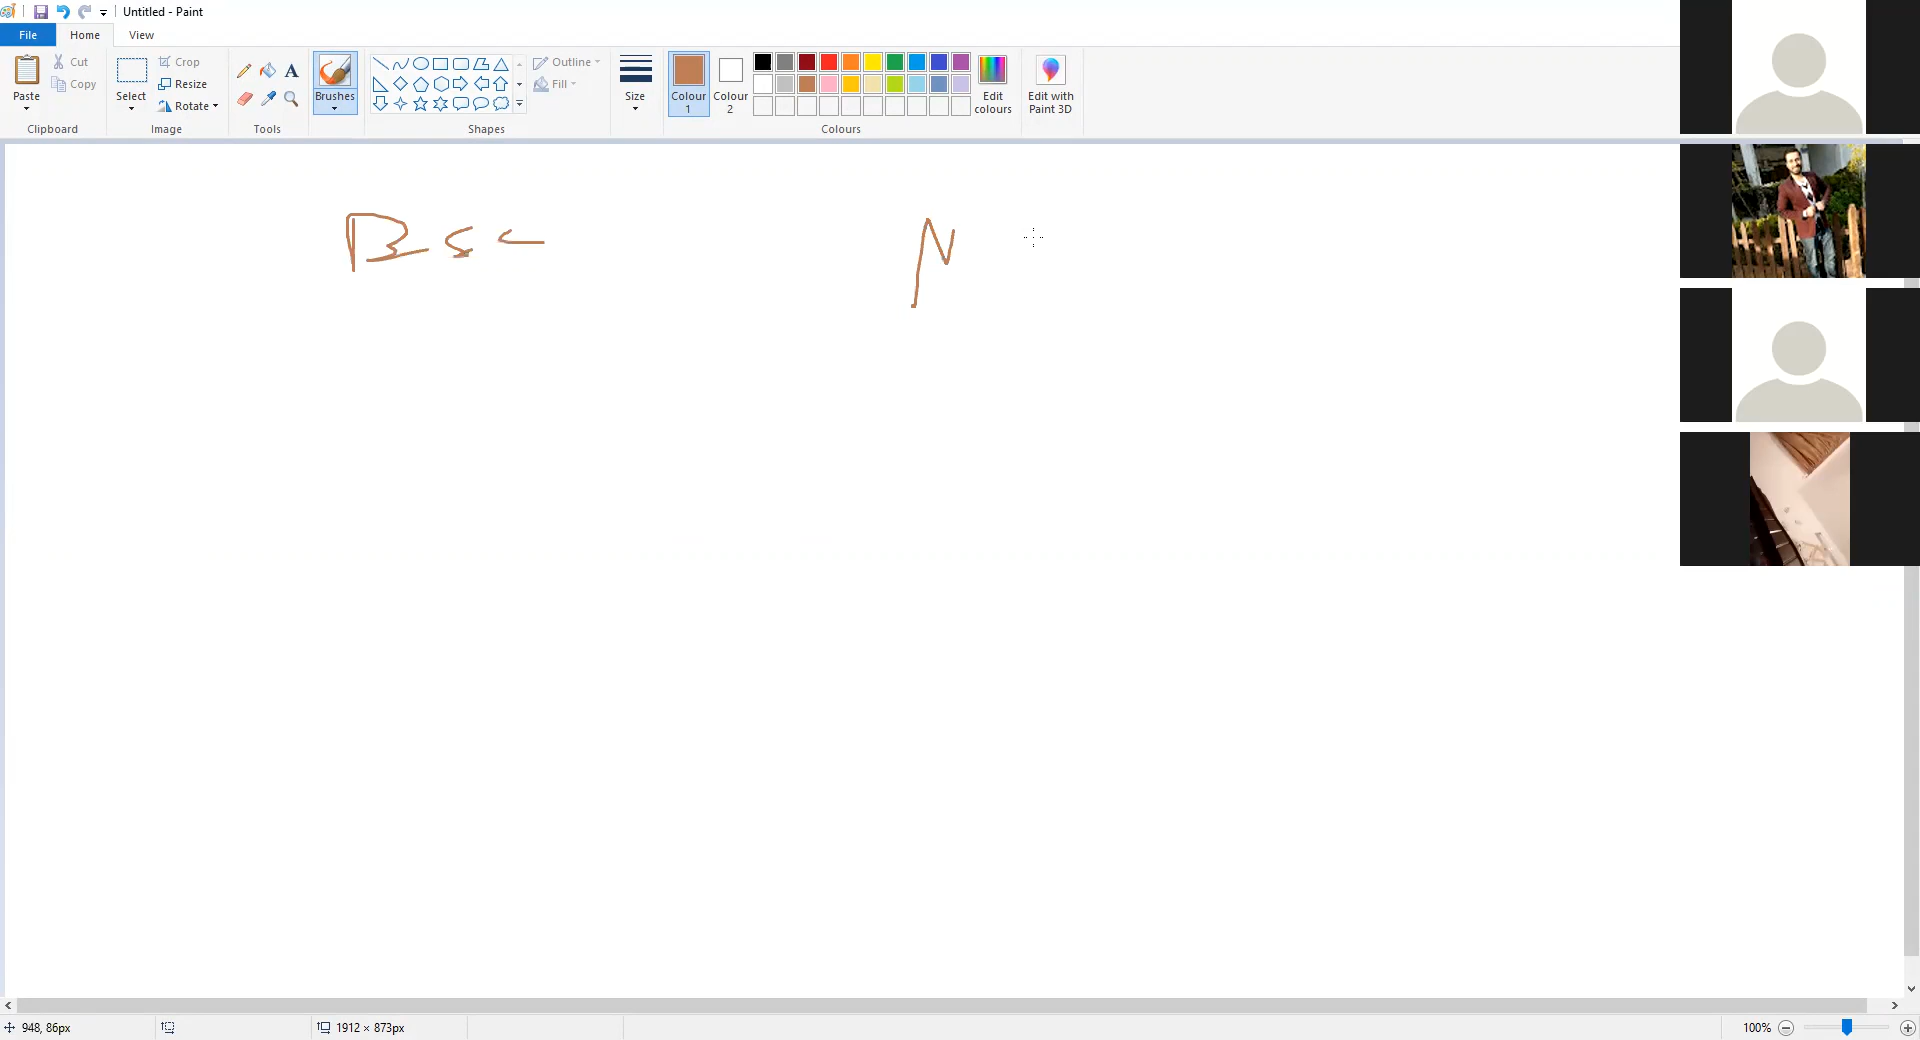 Untitled - Paint
File Home View
Paste Cut Copy Clipboard
Select Crop Resize Rotate Image
Tools
Brushes
Shapes Outline Fill
Size
Colour 1 Colour 2 Edit colours Colours
Edit with Paint 3D
Bsc N
948, 86px 1912 × 873px 100%